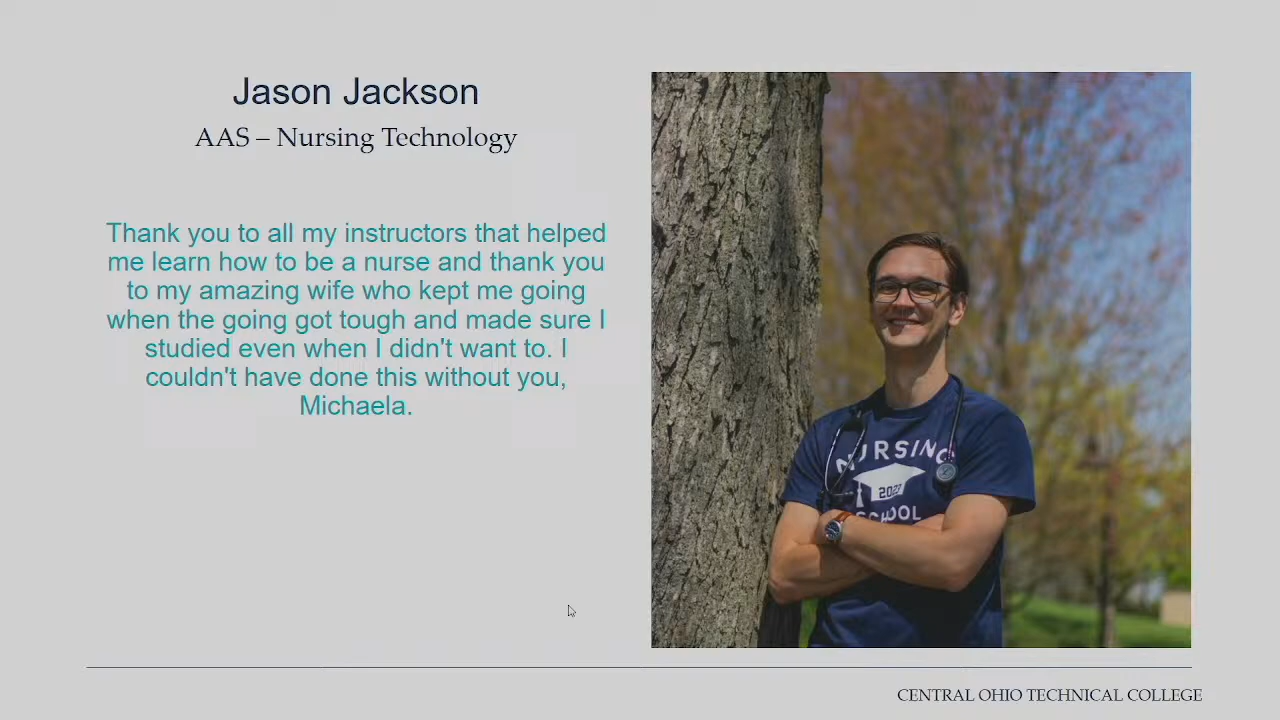 Jason Jackson
AAS – Nursing Technology
Thank you to all my instructors that helped
me learn how to be a nurse and thank you
to my amazing wife who kept me going
when the going got tough and made sure I
studied even when I didn't want to. I
couldn't have done this without you,
Michaela.
NURSING
2022
SCHOOL
CENTRAL OHIO TECHNICAL COLLEGE